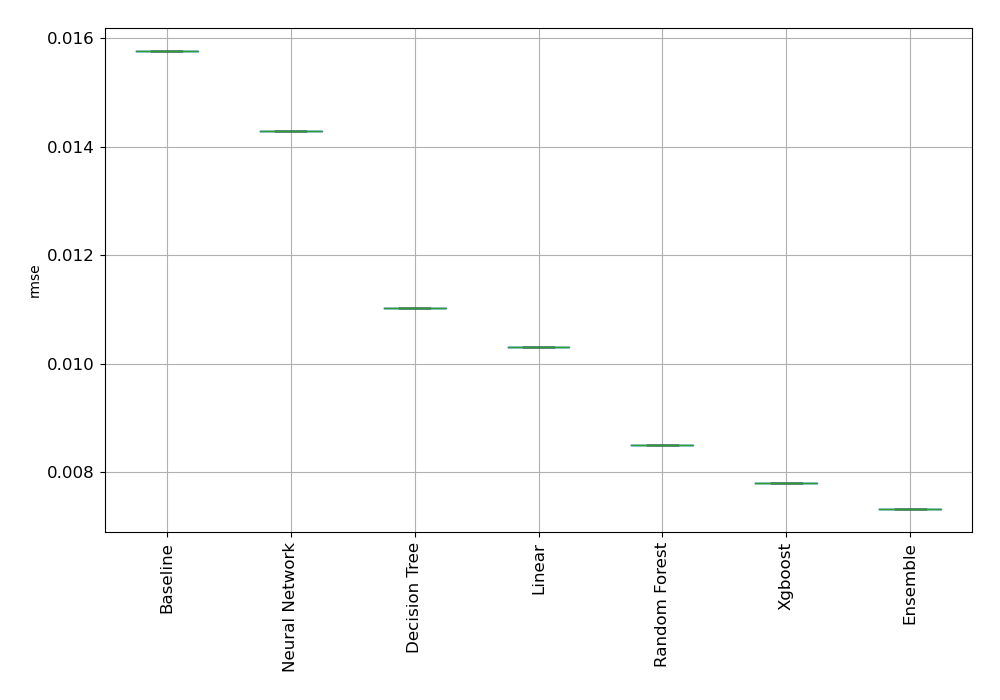 0.016
0.014
0.012
0.010
0.008
rmse
Baseline
Neural Network
Decision Tree
Linear
Random Forest
Xgboost
Ensemble